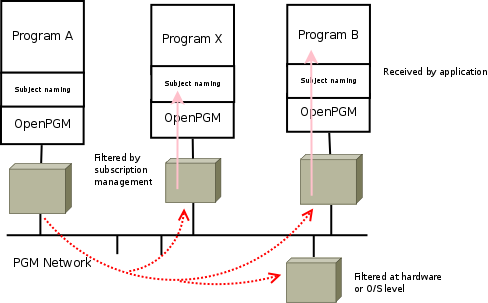 Program A
Program X
Program B
Subject naming
Subject naming
Subject naming
Received by application
OpenPGM
OpenPGM
OpenPGM
Filtered by
subscription
management
PGM Network
Filtered at hardware
or O/S level